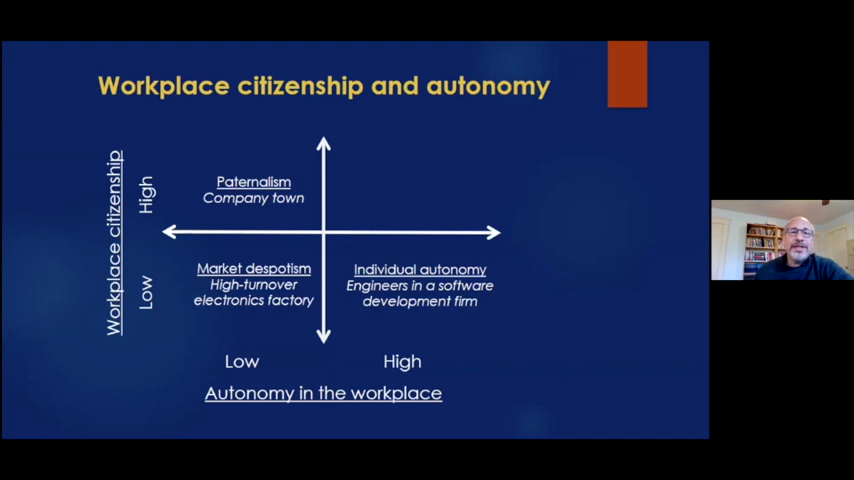 Workplace citizenship and autonomy
Workplace citizenship
High
Low
Paternalism
Company town
Market despotism
High-turnover
electronics factory
Individual autonomy
Engineers in a software
development firm
Low
High
Autonomy in the workplace